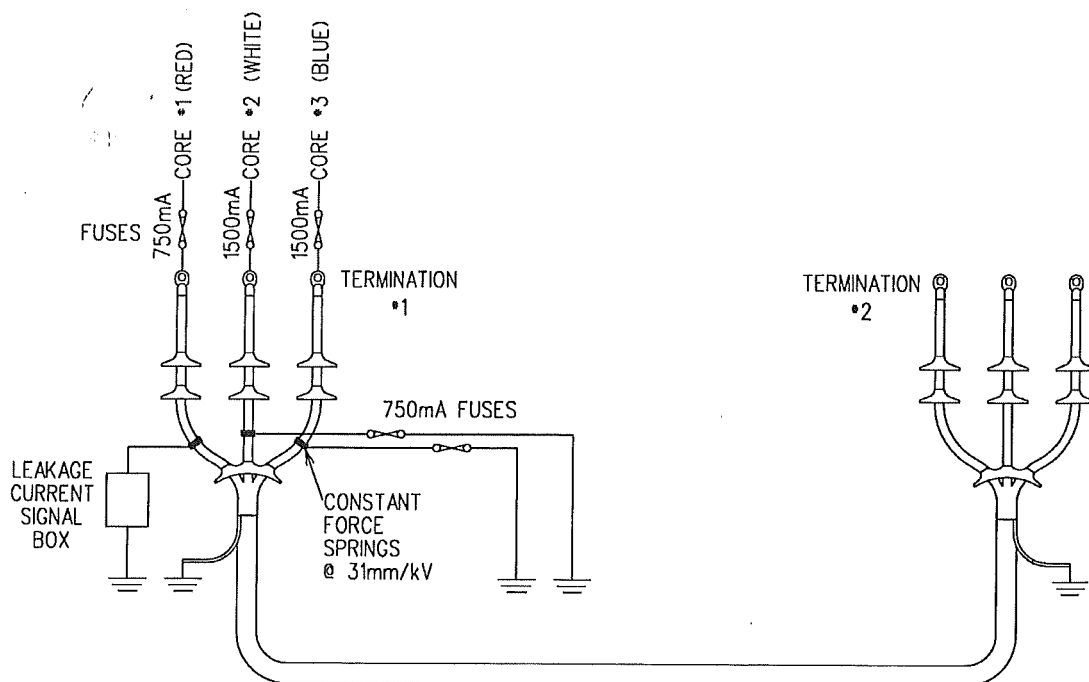 CORE #1 (RED)
CORE #2 (WHITE)
CORE #3 (BLUE)
FUSES
750mA
1500mA
1500mA
TERMINATION
#1
TERMINATION
#2
750mA FUSES
LEAKAGE
CURRENT
SIGNAL
BOX
CONSTANT
FORCE
SPRINGS
@ 31mm/kV